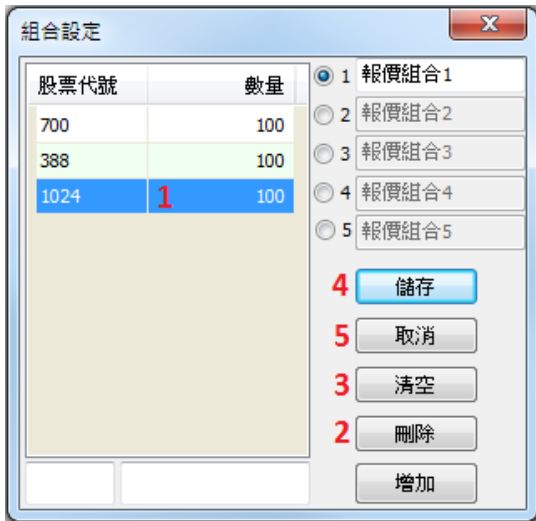 組合設定
股票代號 數量
700 100
388 100
1024 1 100
1 報價組合1
2 報價組合2
3 報價組合3
4 報價組合4
5 報價組合5
4 儲存
5 取消
3 清空
2 刪除
增加